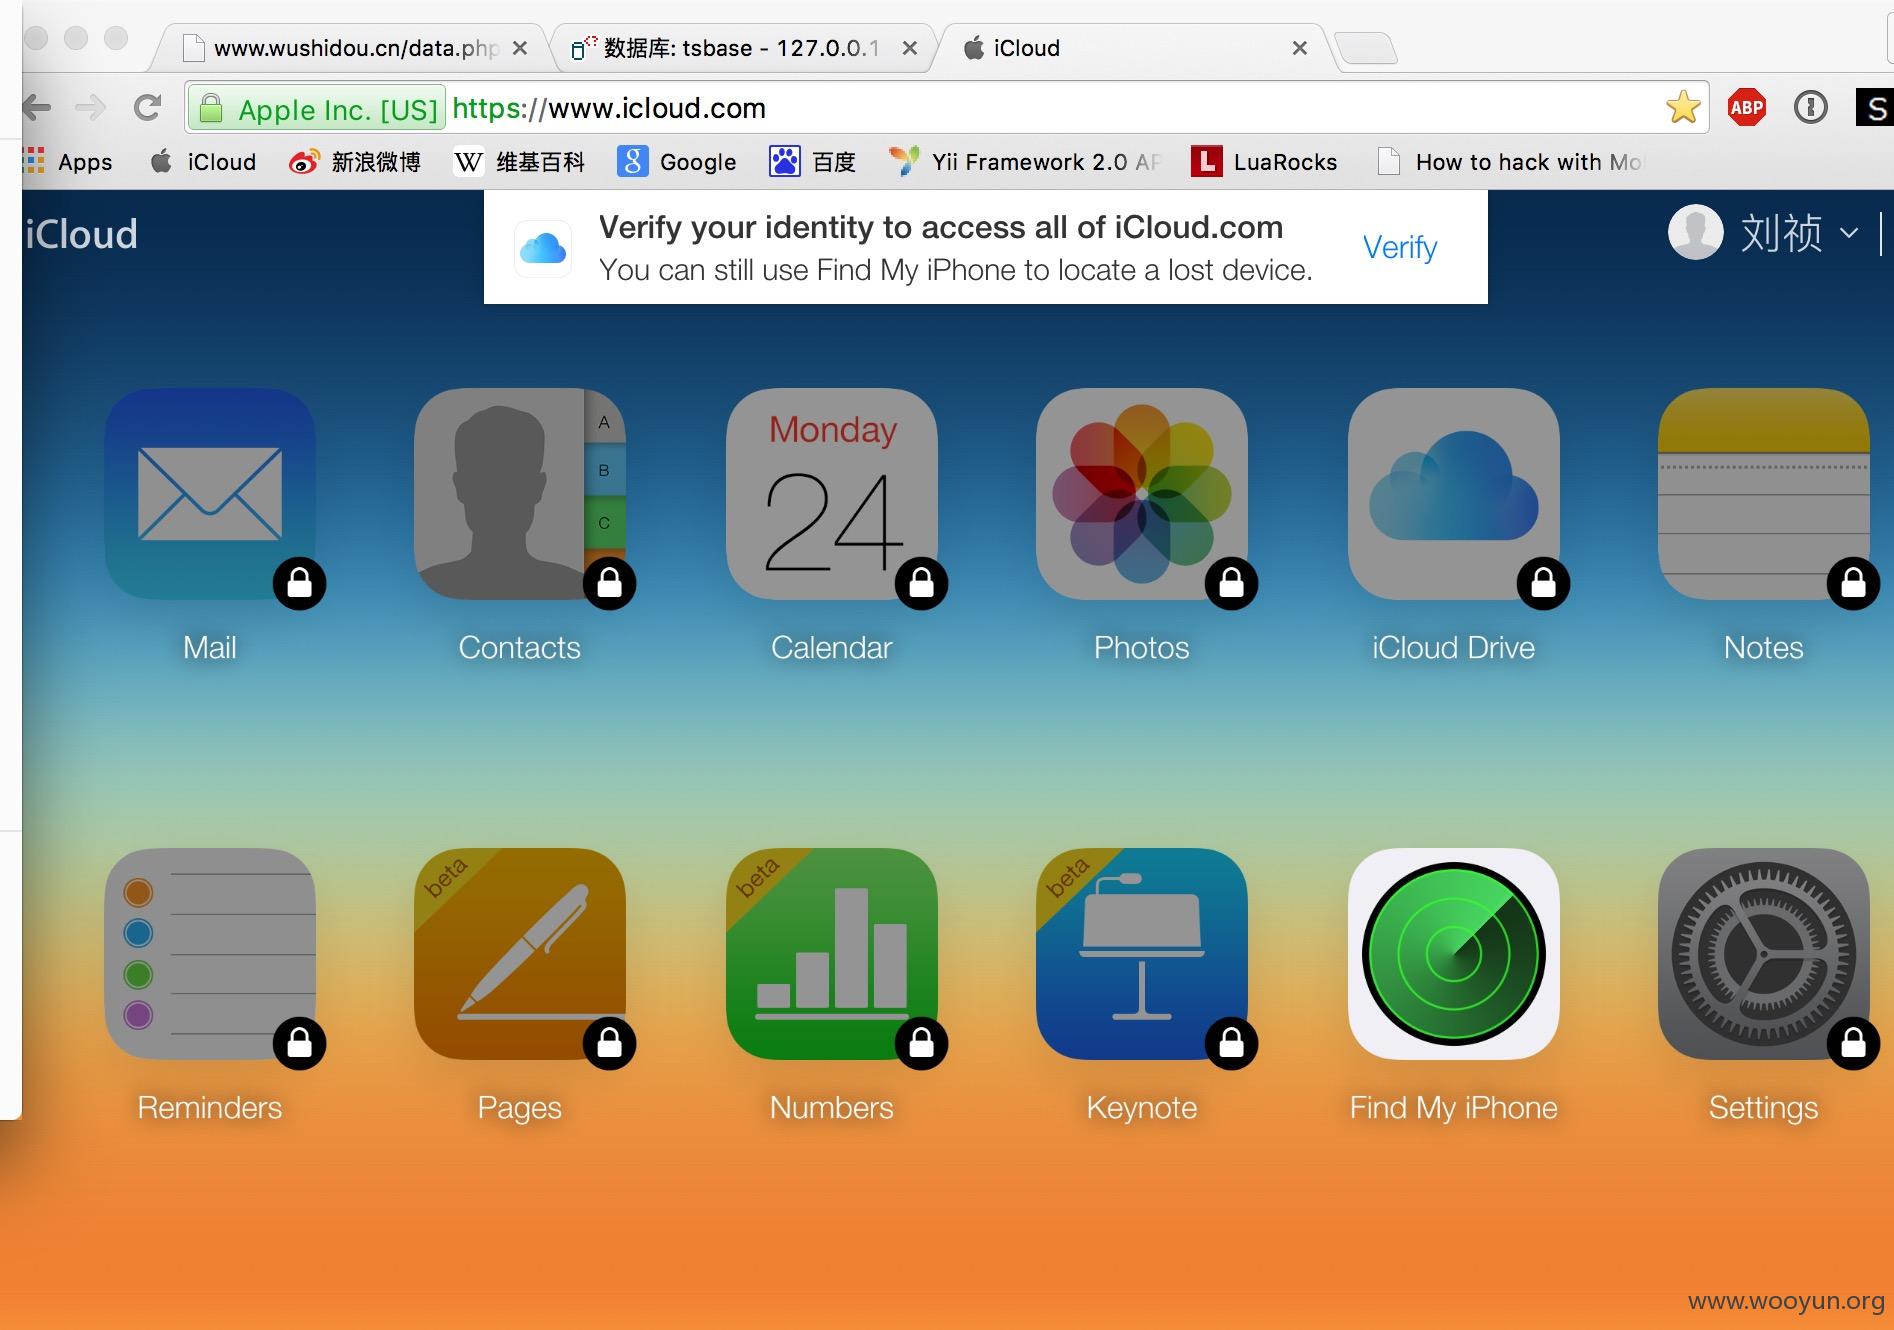 www.wushidou.cn/data.php
数据库: tsbase - 127.0.0.1
iCloud
Apple Inc. [US] https://www.icloud.com
ABP
S
Apps
iCloud
新浪微博
W 维基百科
g Google
百度
Yii Framework 2.0 AP
L LuaRocks
How to hack with Mo
iCloud
Verify your identity to access all of iCloud.com
You can still use Find My iPhone to locate a lost device.
Verify
刘祯
A
B
C
Monday
24
Mail
Contacts
Calendar
Photos
iCloud Drive
Notes
beta
beta
beta
Reminders
Pages
Numbers
Keynote
Find My iPhone
Settings
www.wooyun.org